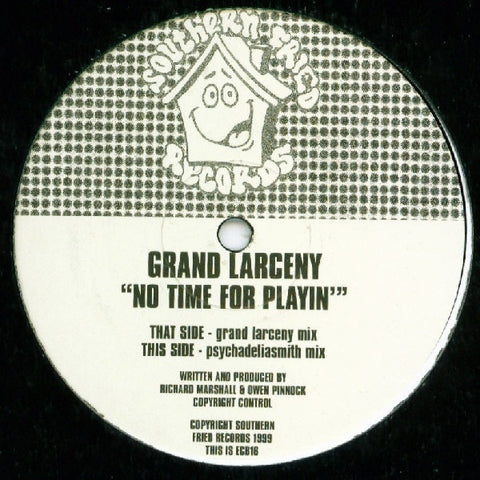 Southern Fried
Records
GRAND LARCENY
“NO TIME FOR PLAYIN’”
THAT SIDE - grand larceny mix
THIS SIDE - psychadeliasmith mix
WRITTEN AND PRODUCED BY
RICHARD MARSHALL & OWEN PINNOCK
COPYRIGHT CONTROL
COPYRIGHT SOUTHERN
FRIED RECORDS 1999
THIS IS ECB16